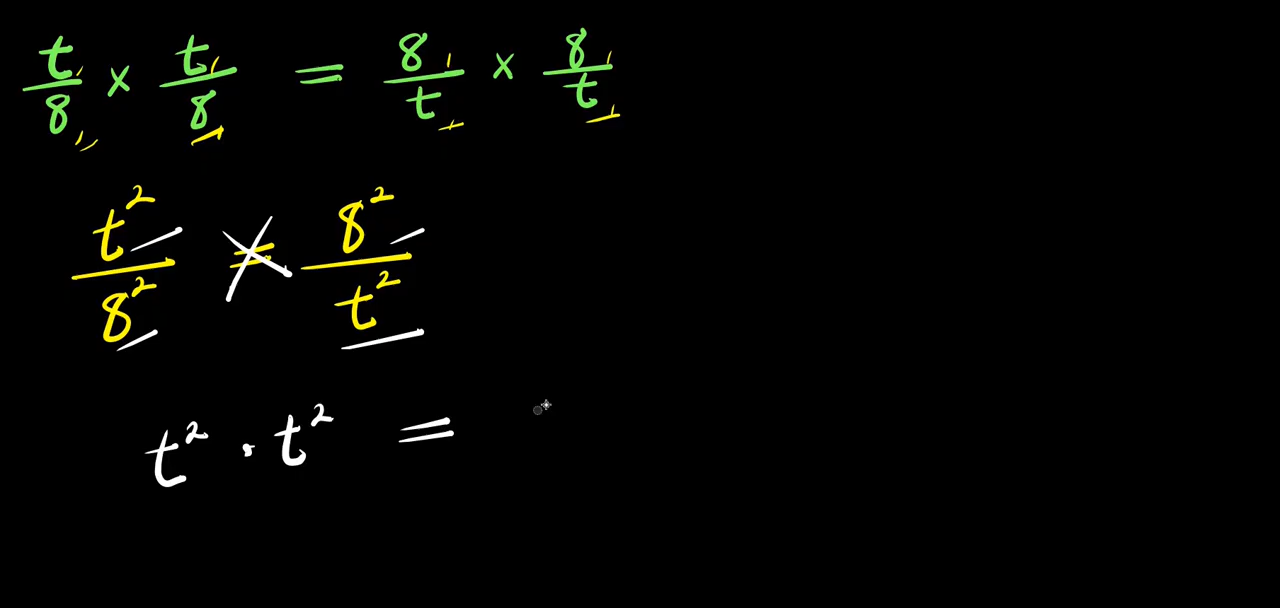 t/8 × t/8 = 8/t × 8/t
t²/8² = 8²/t²
t² · t² =